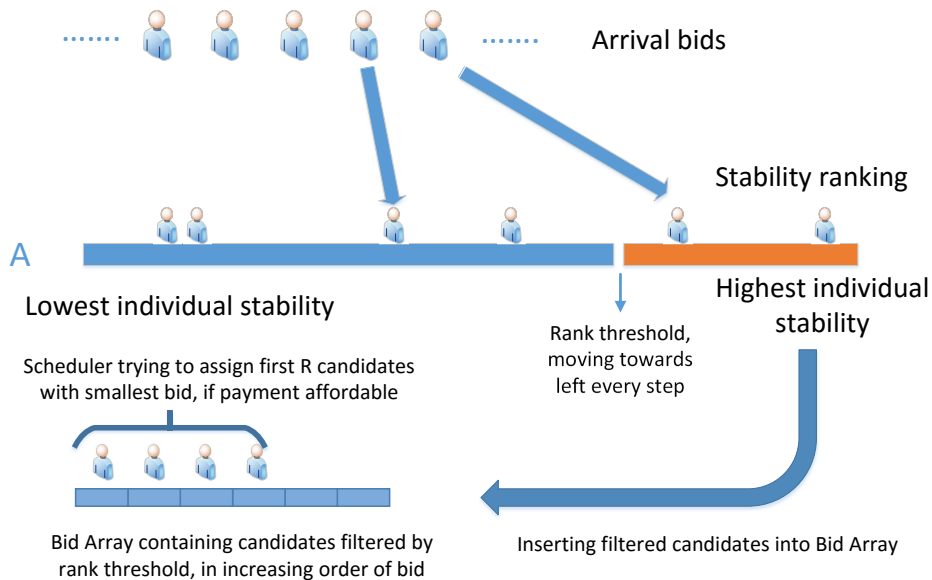 Arrival bids
Stability ranking
A
Lowest individual stability
Highest individual
stability
Rank threshold,
moving towards
left every step
Scheduler trying to assign first R candidates
with smallest bid, if payment affordable
Bid Array containing candidates filtered by
rank threshold, in increasing order of bid
Inserting filtered candidates into Bid Array